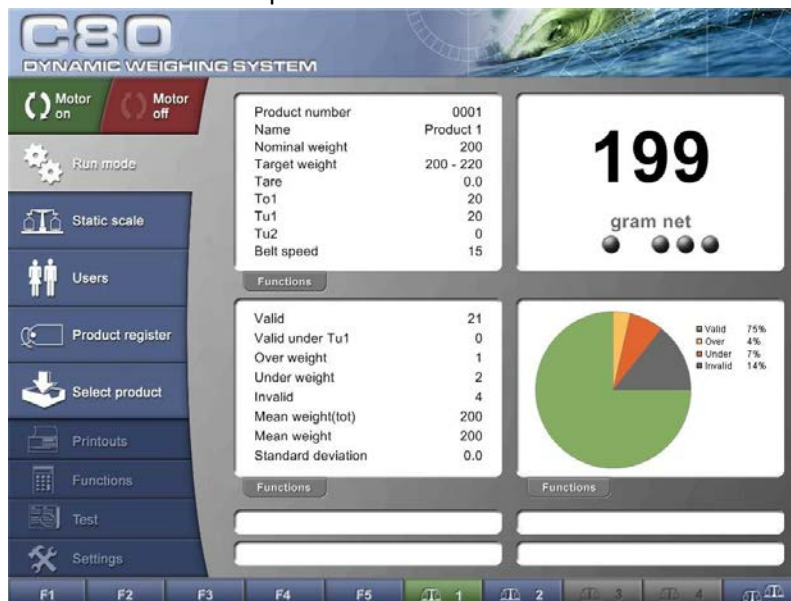 C80
DYNAMIC WEIGHING SYSTEM
Motor on
Motor off
Run mode
Static scale
Users
Product register
Select product
Printouts
Functions
Test
Settings
Product number 0001
Name Product 1
Nominal weight 200
Target weight 200 - 220
Tare 0.0
To1 20
Tu1 20
Tu2 0
Belt speed 15
Functions
199
gram net
Valid 21
Valid under Tu1 0
Over weight 1
Under weight 2
Invalid 4
Mean weight(tot) 200
Mean weight 200
Standard deviation 0.0
Functions
Valid 75%
Over 4%
Under 7%
Invalid 14%
Functions
F1 F2 F3 F4 F5 1 2 3 4